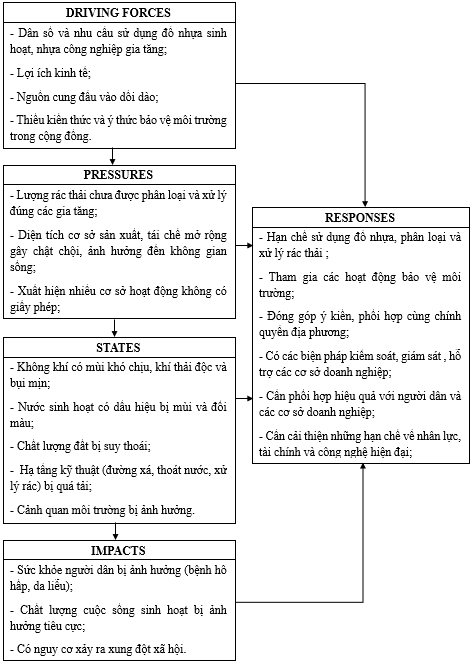 DRIVING FORCES
- Dân số và nhu cầu sử dụng đồ nhựa sinh
hoạt, nhựa công nghiệp gia tăng;
- Lợi ích kinh tế;
- Nguồn cung đầu vào dồi dào;
- Thiếu kiến thức và ý thức bảo vệ môi trường
trong cộng đồng.
PRESSURES
- Lượng rác thải chưa được phân loại và xử lý
đúng các gia tăng;
- Diện tích cơ sở sản xuất, tái chế mở rộng
gây chật chội, ảnh hưởng đến không gian
sống;
- Xuất hiện nhiều cơ sở hoạt động không có
giấy phép;
STATES
- Không khí có mùi khó chịu, khí thải độc và
bụi mịn;
- Nước sinh hoạt có dấu hiệu bị mùi và đổi
màu;
- Chất lượng đất bị suy thoái;
- Hạ tầng kỹ thuật (đường xá, thoát nước, xử
lý rác) bị quá tải;
- Cảnh quan môi trường bị ảnh hưởng.
IMPACTS
- Sức khỏe người dân bị ảnh hưởng (bệnh hô
hấp, da liễu);
- Chất lượng cuộc sống sinh hoạt bị ảnh
hưởng tiêu cực;
- Có nguy cơ xảy ra xung đột xã hội.
RESPONSES
- Hạn chế sử dụng đồ nhựa, phân loại và
xử lý rác thải ;
- Tham gia các hoạt động bảo vệ môi
trường;
- Đóng góp ý kiến, phối hợp cùng chính
quyền địa phương;
- Có các biện pháp kiểm soát, giám sát , hỗ
trợ các cơ sở doanh nghiệp;
- Cần phối hợp hiệu quả với người dân và
các cơ sở doanh nghiệp;
- Cần cải thiện những hạn chế về nhân lực,
tài chính và công nghệ hiện đại;